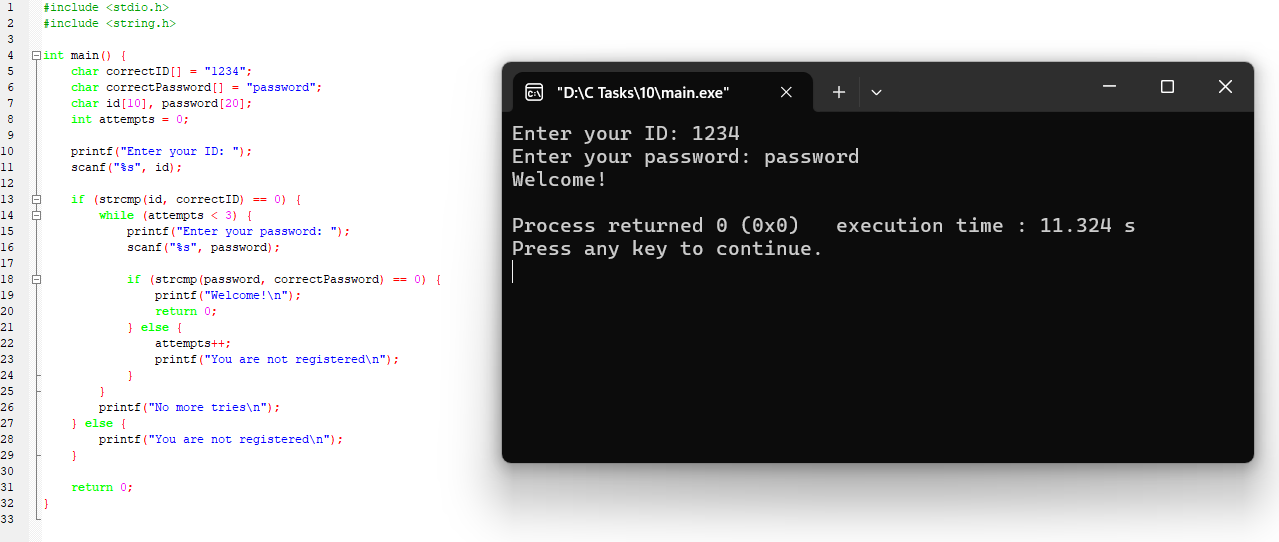 1 #include <stdio.h>
2 #include <string.h>
3
4 int main() {
5 char correctID[] = "1234";
6 char correctPassword[] = "password";
7 char id[10], password[20];
8 int attempts = 0;
9
10 printf("Enter your ID: ");
11 scanf("%s", id);
12
13 if (strcmp(id, correctID) == 0) {
14 while (attempts < 3) {
15 printf("Enter your password: ");
16 scanf("%s", password);
17
18 if (strcmp(password, correctPassword) == 0) {
19 printf("Welcome!\n");
20 return 0;
21 } else {
22 attempts++;
23 printf("You are not registered\n");
24 }
25 }
26 printf("No more tries\n");
27 } else {
28 printf("You are not registered\n");
29 }
30
31 return 0;
32 }
33
C:\ "D:\C Tasks\10\main.exe"
Enter your ID: 1234
Enter your password: password
Welcome!
Process returned 0 (0x0) execution time : 11.324 s
Press any key to continue.